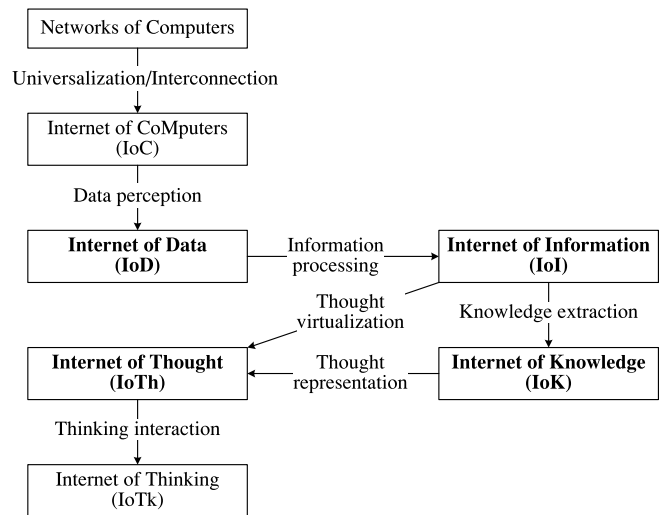 Networks of Computers
Universalization/Interconnection
Internet of CoMputers
(IoC)
Data perception
Internet of Data
(IoD)
Information
processing
Internet of Information
(IoI)
Thought
virtualization
Knowledge extraction
Internet of Thought
(IoTh)
Thought
representation
Internet of Knowledge
(IoK)
Thinking interaction
Internet of Thinking
(IoTk)